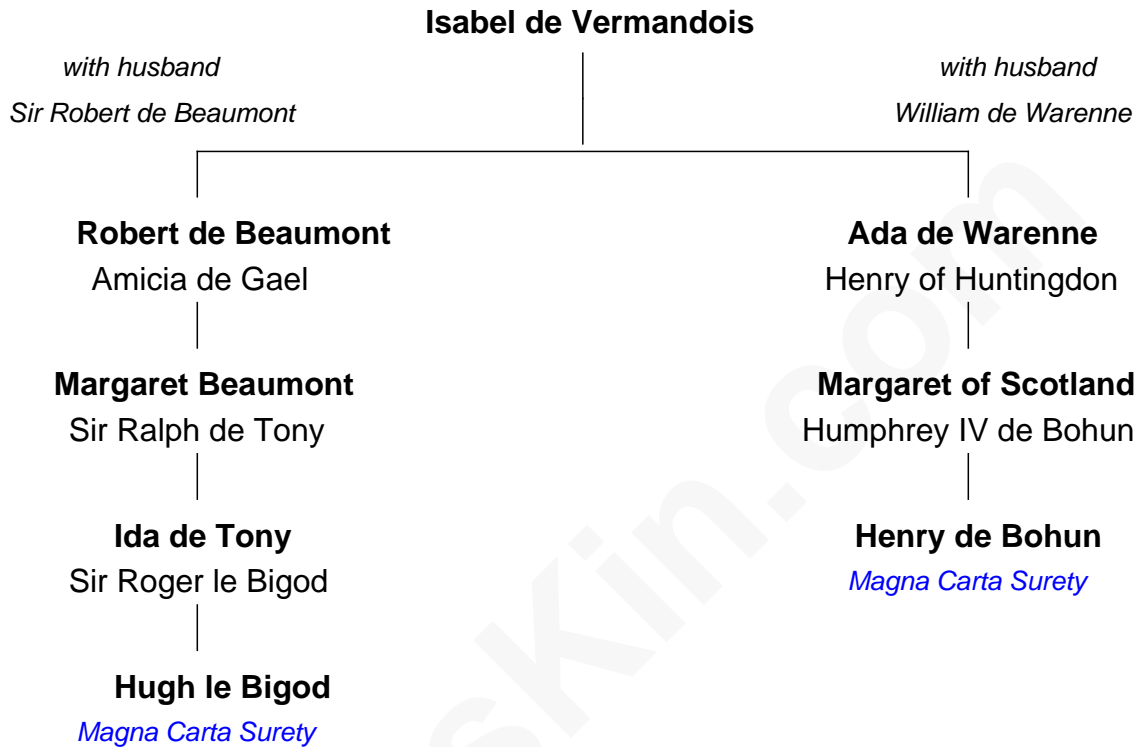 Isabel de Vermandois
with husband
Sir Robert de Beaumont
with husband
William de Warenne
Robert de Beaumont
Amicia de Gael
Ada de Warenne
Henry of Huntingdon
Margaret Beaumont
Sir Ralph de Tony
Margaret of Scotland
Humphrey IV de Bohun
Ida de Tony
Sir Roger le Bigod
Henry de Bohun
Magna Carta Surety
Hugh le Bigod
Magna Carta Surety